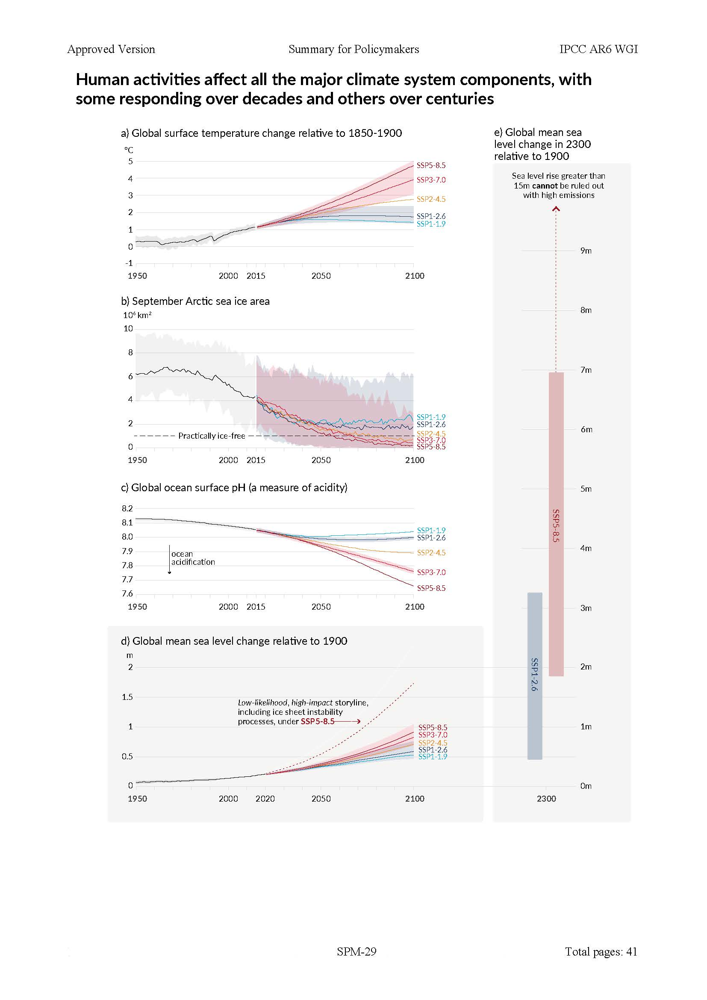 Approved Version Summary for Policymakers IPCC AR6 WGI
Human activities affect all the major climate system components, with
some responding over decades and others over centuries
a) Global surface temperature change relative to 1850-1900
°C
5
4
3
2
1
0
-1
1950 2000 2015 2050 2100
SSP5-8.5
SSP3-7.0
SSP2-4.5
SSP1-2.6
SSP1-1.9
b) September Arctic sea ice area
10⁶ km²
10
8
6
4
2
0
Practically ice-free
1950 2000 2015 2050 2100
SSP1-1.9
SSP1-2.6
SSP2-4.5
SSP3-7.0
SSP5-8.5
c) Global ocean surface pH (a measure of acidity)
8.2
8.1
8.0
7.9
7.8
7.7
7.6
ocean
acidification
1950 2000 2015 2050 2100
SSP1-1.9
SSP1-2.6
SSP2-4.5
SSP3-7.0
SSP5-8.5
d) Global mean sea level change relative to 1900
m
2
1.5
1
0.5
0
Low-likelihood, high-impact storyline,
including ice sheet instability
processes, under SSP5-8.5
1950 2000 2020 2050 2100
SSP5-8.5
SSP3-7.0
SSP2-4.5
SSP1-2.6
SSP1-1.9
e) Global mean sea
level change in 2300
relative to 1900
Sea level rise greater than
15m cannot be ruled out
with high emissions
9m
8m
7m
6m
5m
4m
3m
2m
1m
0m
SSP5-8.5
SSP1-2.6
2300
SPM-29 Total pages: 41